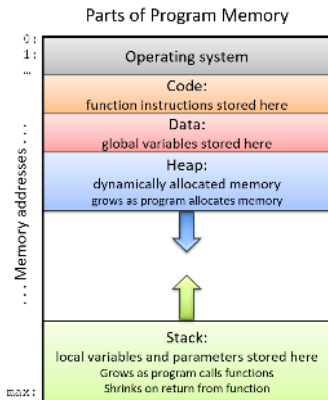 Parts of Program Memory
0:
1:
...
Operating system
Code:
function instructions stored here
Data:
global variables stored here
Heap:
dynamically allocated memory
grows as program allocates memory
... Memory addresses ...
Stack:
local variables and parameters stored here
Grows as program calls functions
Shrinks on return from function
max: